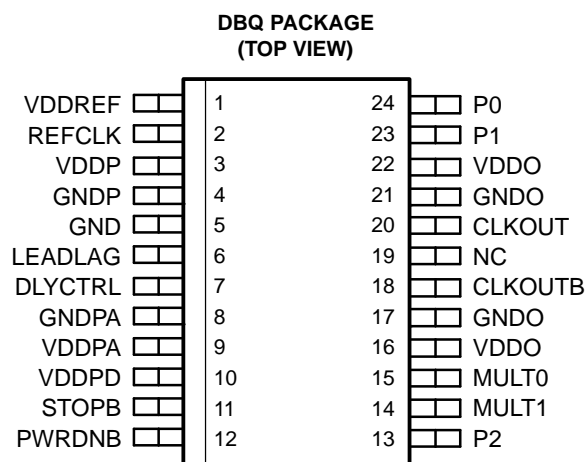 DBQ PACKAGE
(TOP VIEW)
VDDREF 1 24 P0
REFCLK 2 23 P1
VDDP 3 22 VDDO
GNDP 4 21 GNDO
GND 5 20 CLKOUT
LEADLAG 6 19 NC
DLYCTRL 7 18 CLKOUTB
GNDPA 8 17 GNDO
VDDPA 9 16 VDDO
VDDPD 10 15 MULT0
STOPB 11 14 MULT1
PWRDNB 12 13 P2